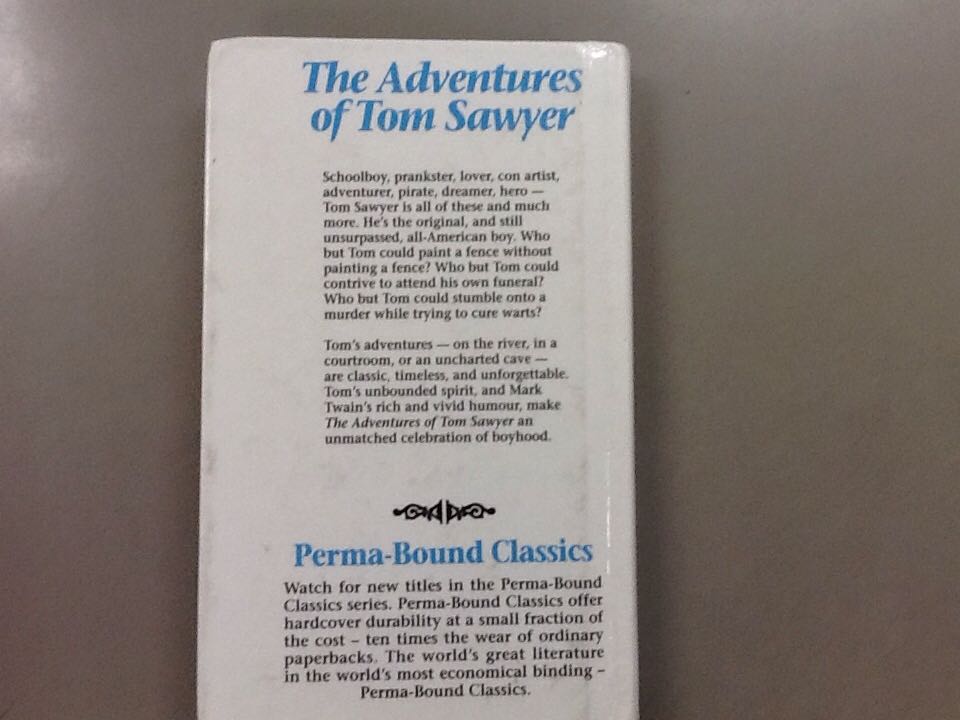 The Adventures
of Tom Sawyer
Schoolboy, prankster, lover, con artist,
adventurer, pirate, dreamer, hero —
Tom Sawyer is all of these and much
more. He's the original, and still
unsurpassed, all-American boy. Who
but Tom could paint a fence without
painting a fence? Who but Tom could
contrive to attend his own funeral?
Who but Tom could stumble onto a
murder while trying to cure warts?
Tom's adventures — on the river, in a
courtroom, or an uncharted cave —
are classic, timeless, and unforgettable.
Tom's unbounded spirit, and Mark
Twain's rich and vivid humour, make
The Adventures of Tom Sawyer an
unmatched celebration of boyhood.
Perma-Bound Classics
Watch for new titles in the Perma-Bound
Classics series. Perma-Bound Classics offer
hardcover durability at a small fraction of
the cost – ten times the wear of ordinary
paperbacks. The world's great literature
in the world's most economical binding –
Perma-Bound Classics.